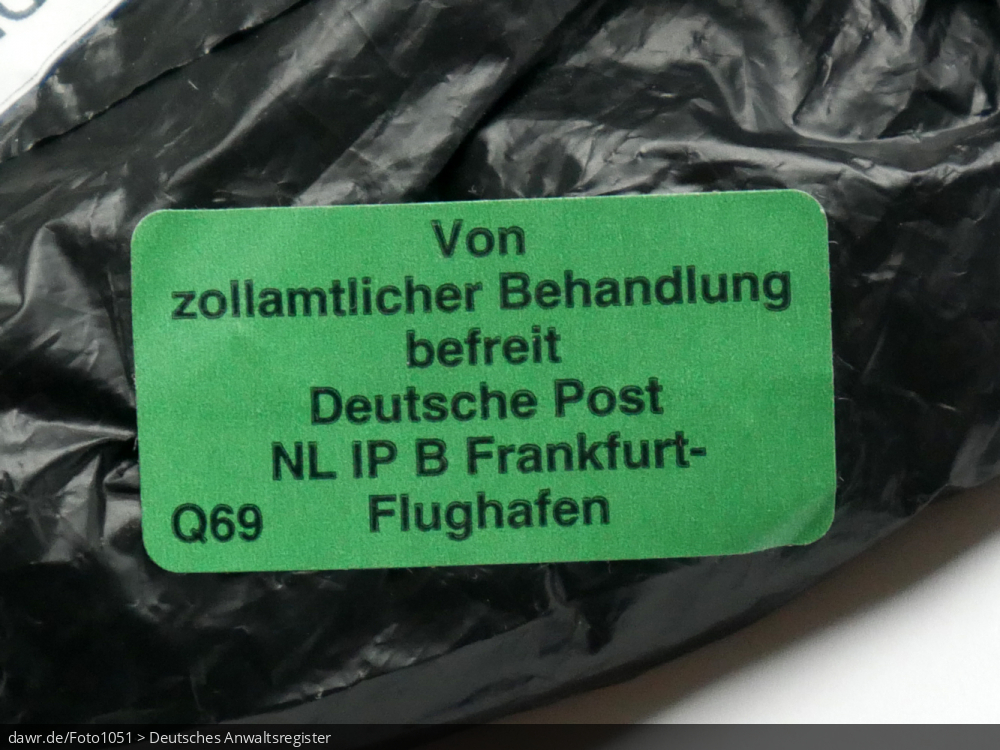 Von
zollamtlicher Behandlung
befreit
Deutsche Post
NL IP B Frankfurt-
Flughafen
Q69
dawr.de/Foto1051 > Deutsches Anwaltsregister